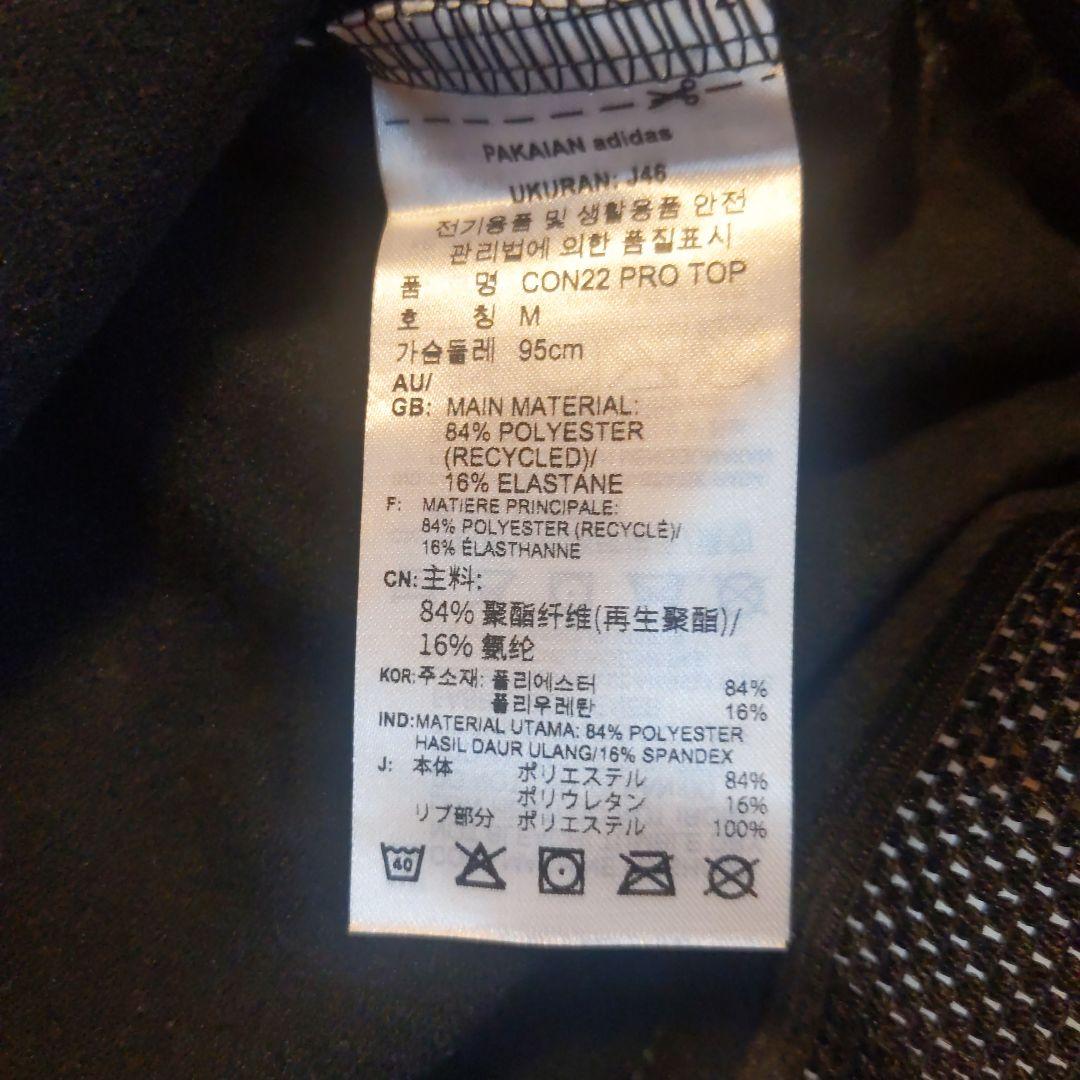 PAKAIAN adidas
UKURAN: J46
전기용품 및 생활용품 안전
관리법에 의한 품질표시
품 명 CON22 PRO TOP
호 칭 M
가슴둘레 95cm
AU/
GB: MAIN MATERIAL:
84% POLYESTER
(RECYCLED)/
16% ELASTANE
F: MATIÈRE PRINCIPALE:
84% POLYESTER (RECYCLÉ)/
16% ÉLASTHANNE
CN:主料:
84% 聚酯纤维(再生聚酯)/
16% 氨纶
KOR:주소재: 폴리에스터 84%
폴리우레탄 16%
IND:MATERIAL UTAMA: 84% POLYESTER
HASIL DAUR ULANG/16% SPANDEX
J: 本体 ポリエステル 84%
ポリウレタン 16%
リブ部分 ポリエステル 100%
40